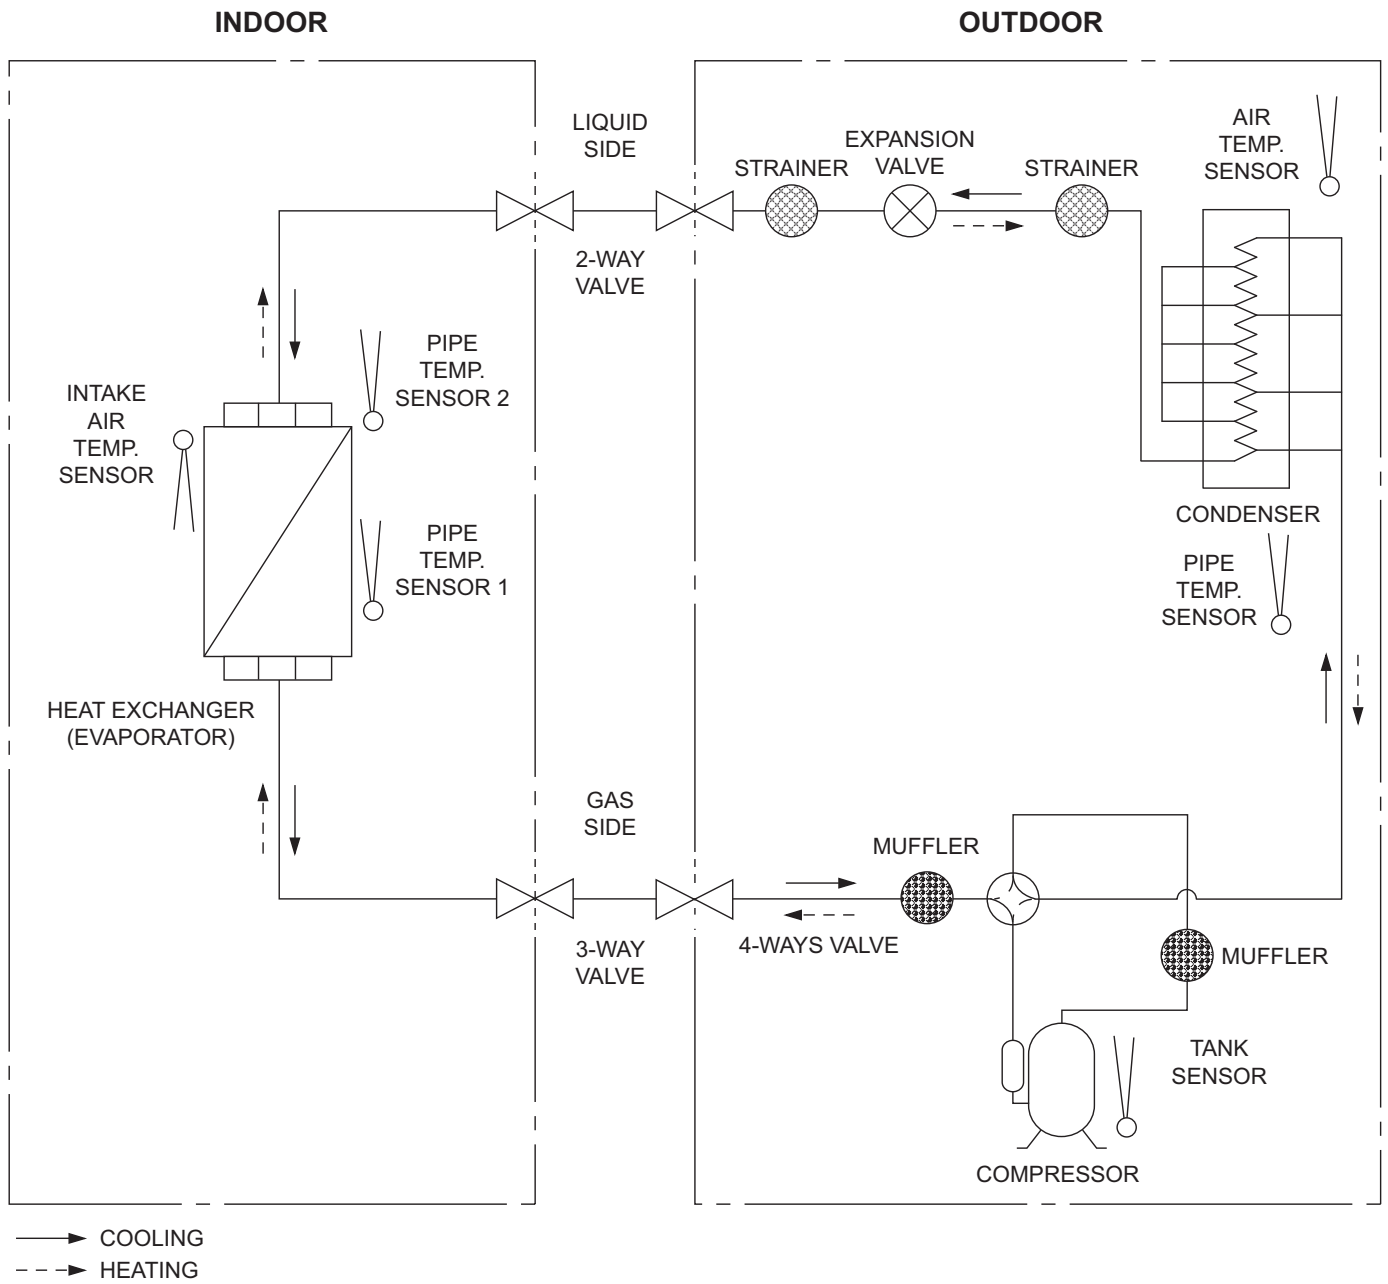 INDOOR
OUTDOOR
LIQUID
SIDE
STRAINER
EXPANSION
VALVE
STRAINER
AIR
TEMP.
SENSOR
2-WAY
VALVE
PIPE
TEMP.
SENSOR 2
INTAKE
AIR
TEMP.
SENSOR
PIPE
TEMP.
SENSOR 1
CONDENSER
PIPE
TEMP.
SENSOR
HEAT EXCHANGER
(EVAPORATOR)
GAS
SIDE
MUFFLER
3-WAY
VALVE
4-WAYS VALVE
MUFFLER
TANK
SENSOR
COMPRESSOR
COOLING
HEATING